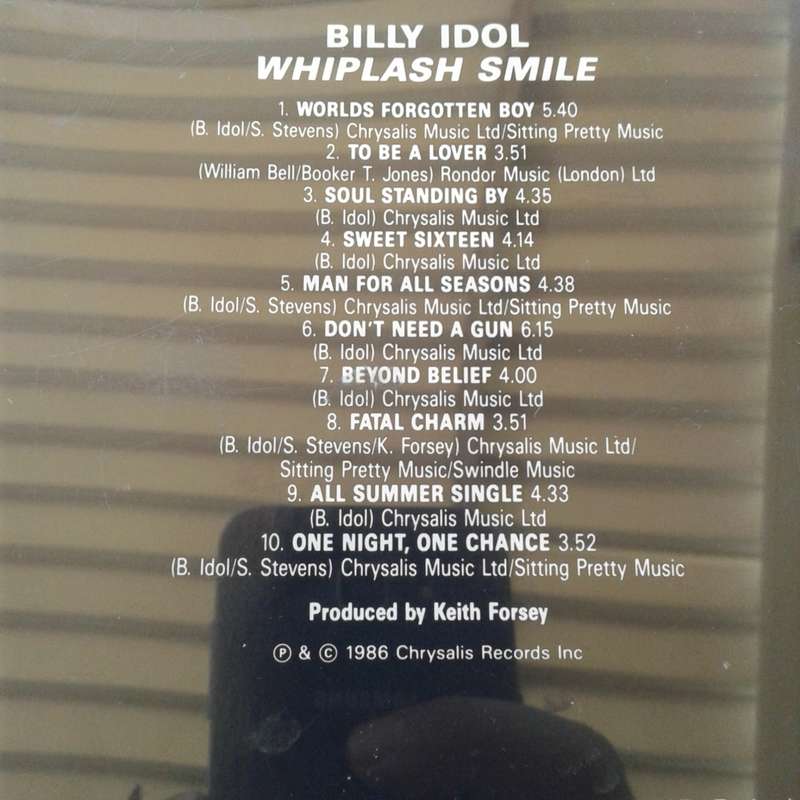 BILLY IDOL
WHIPLASH SMILE
1. WORLDS FORGOTTEN BOY 5.40
(B. Idol/S. Stevens) Chrysalis Music Ltd/Sitting Pretty Music
2. TO BE A LOVER 3.51
(William Bell/Booker T. Jones) Rondor Music (London) Ltd
3. SOUL STANDING BY 4.35
(B. Idol) Chrysalis Music Ltd
4. SWEET SIXTEEN 4.14
(B. Idol) Chrysalis Music Ltd
5. MAN FOR ALL SEASONS 4.38
(B. Idol/S. Stevens) Chrysalis Music Ltd/Sitting Pretty Music
6. DON'T NEED A GUN 6.15
(B. Idol) Chrysalis Music Ltd
7. BEYOND BELIEF 4.00
(B. Idol) Chrysalis Music Ltd
8. FATAL CHARM 3.51
(B. Idol/S. Stevens/K. Forsey) Chrysalis Music Ltd/
Sitting Pretty Music/Swindle Music
9. ALL SUMMER SINGLE 4.33
(B. Idol) Chrysalis Music Ltd
10. ONE NIGHT, ONE CHANCE 3.52
(B. Idol/S. Stevens) Chrysalis Music Ltd/Sitting Pretty Music
Produced by Keith Forsey
Ⓟ & © 1986 Chrysalis Records Inc